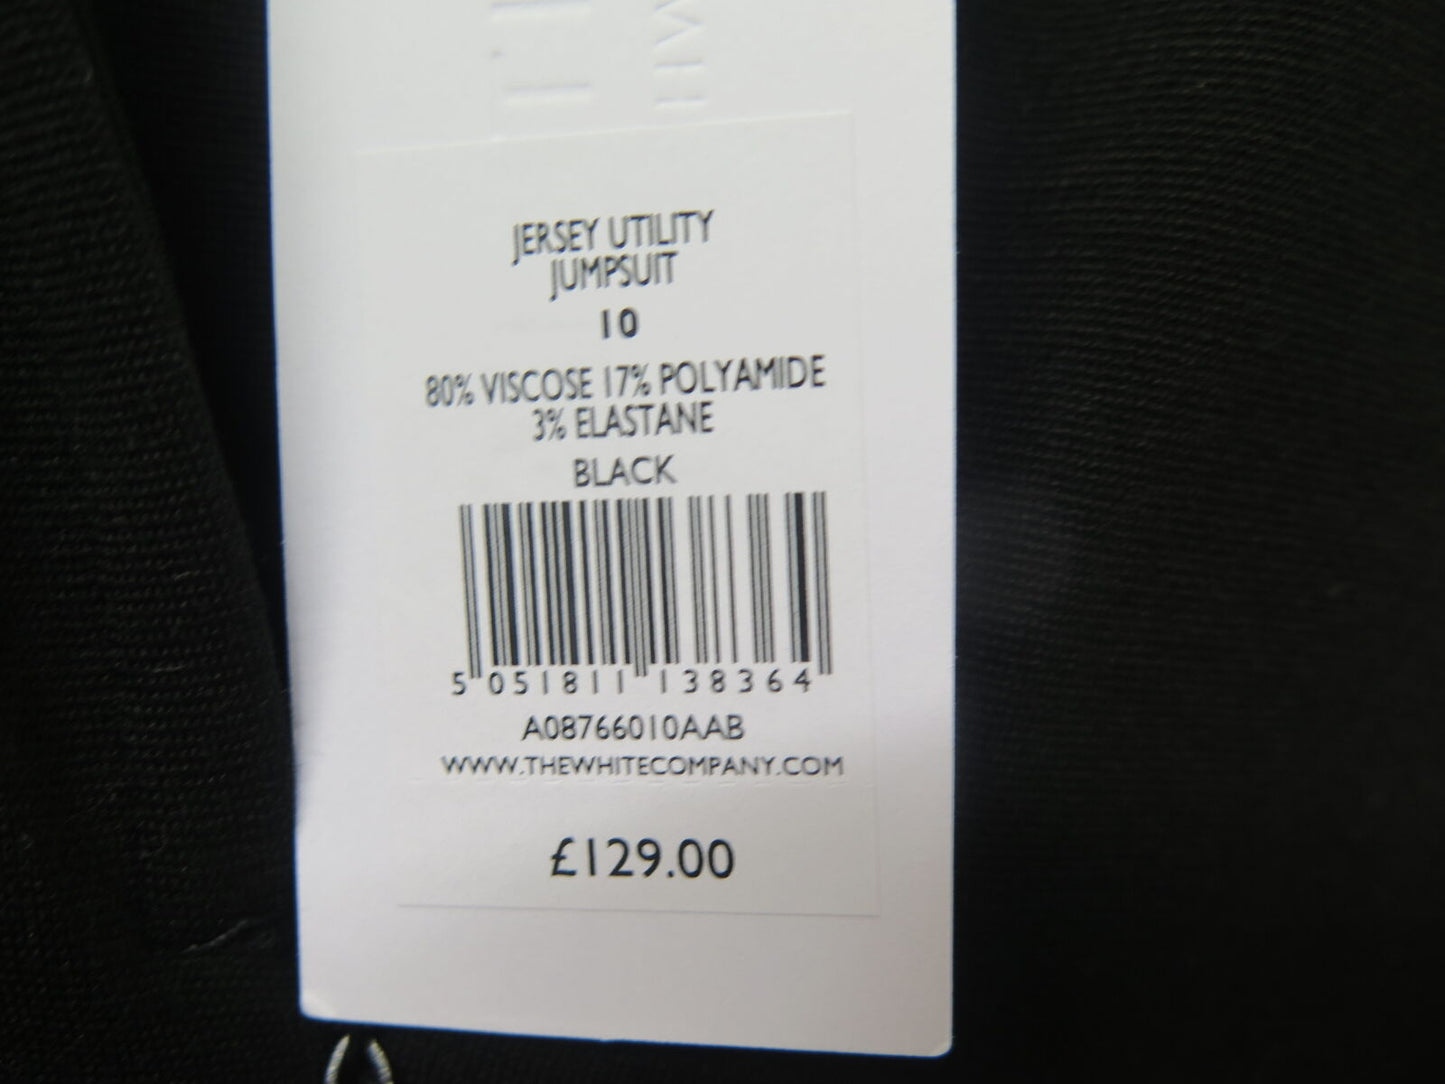 JERSEY UTILITY
JUMPSUIT
10
80% VISCOSE 17% POLYAMIDE
3% ELASTANE
BLACK
5 051811 138364
A08766010AAB
WWW.THEWHITECOMPANY.COM
£129.00